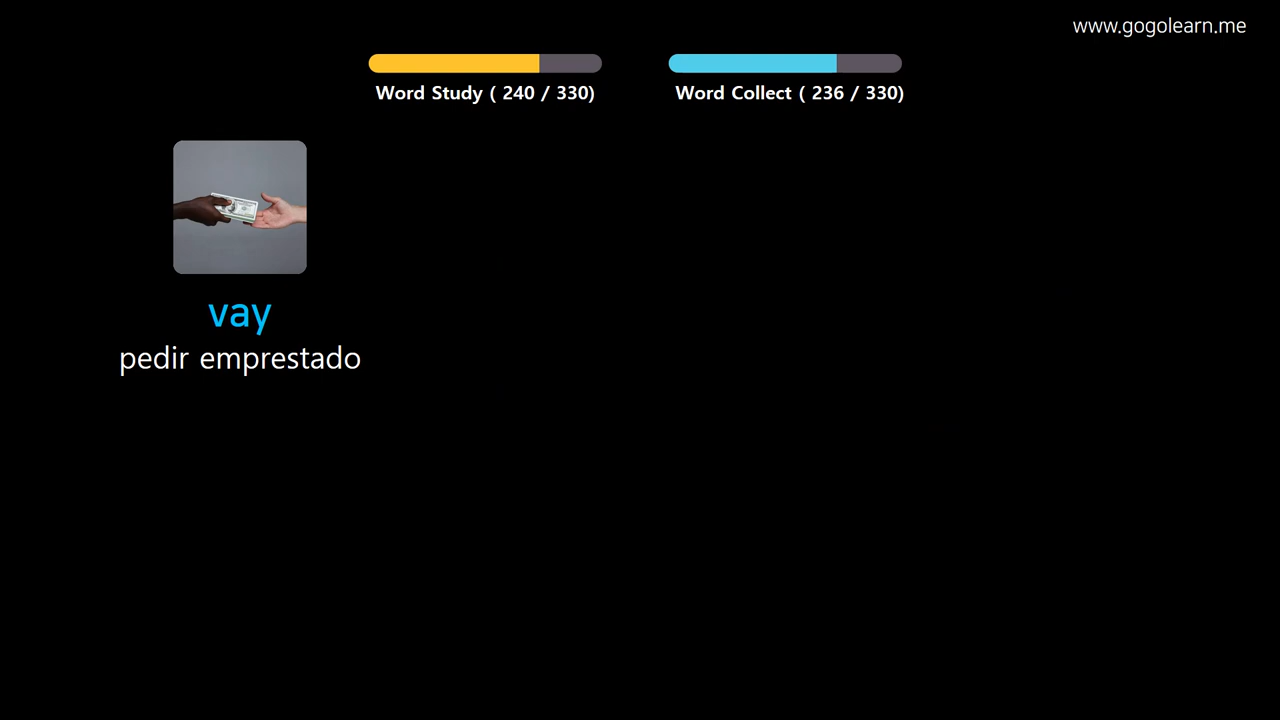 www.gogolearn.me
Word Study ( 240 / 330)
Word Collect ( 236 / 330)
vay
pedir emprestado